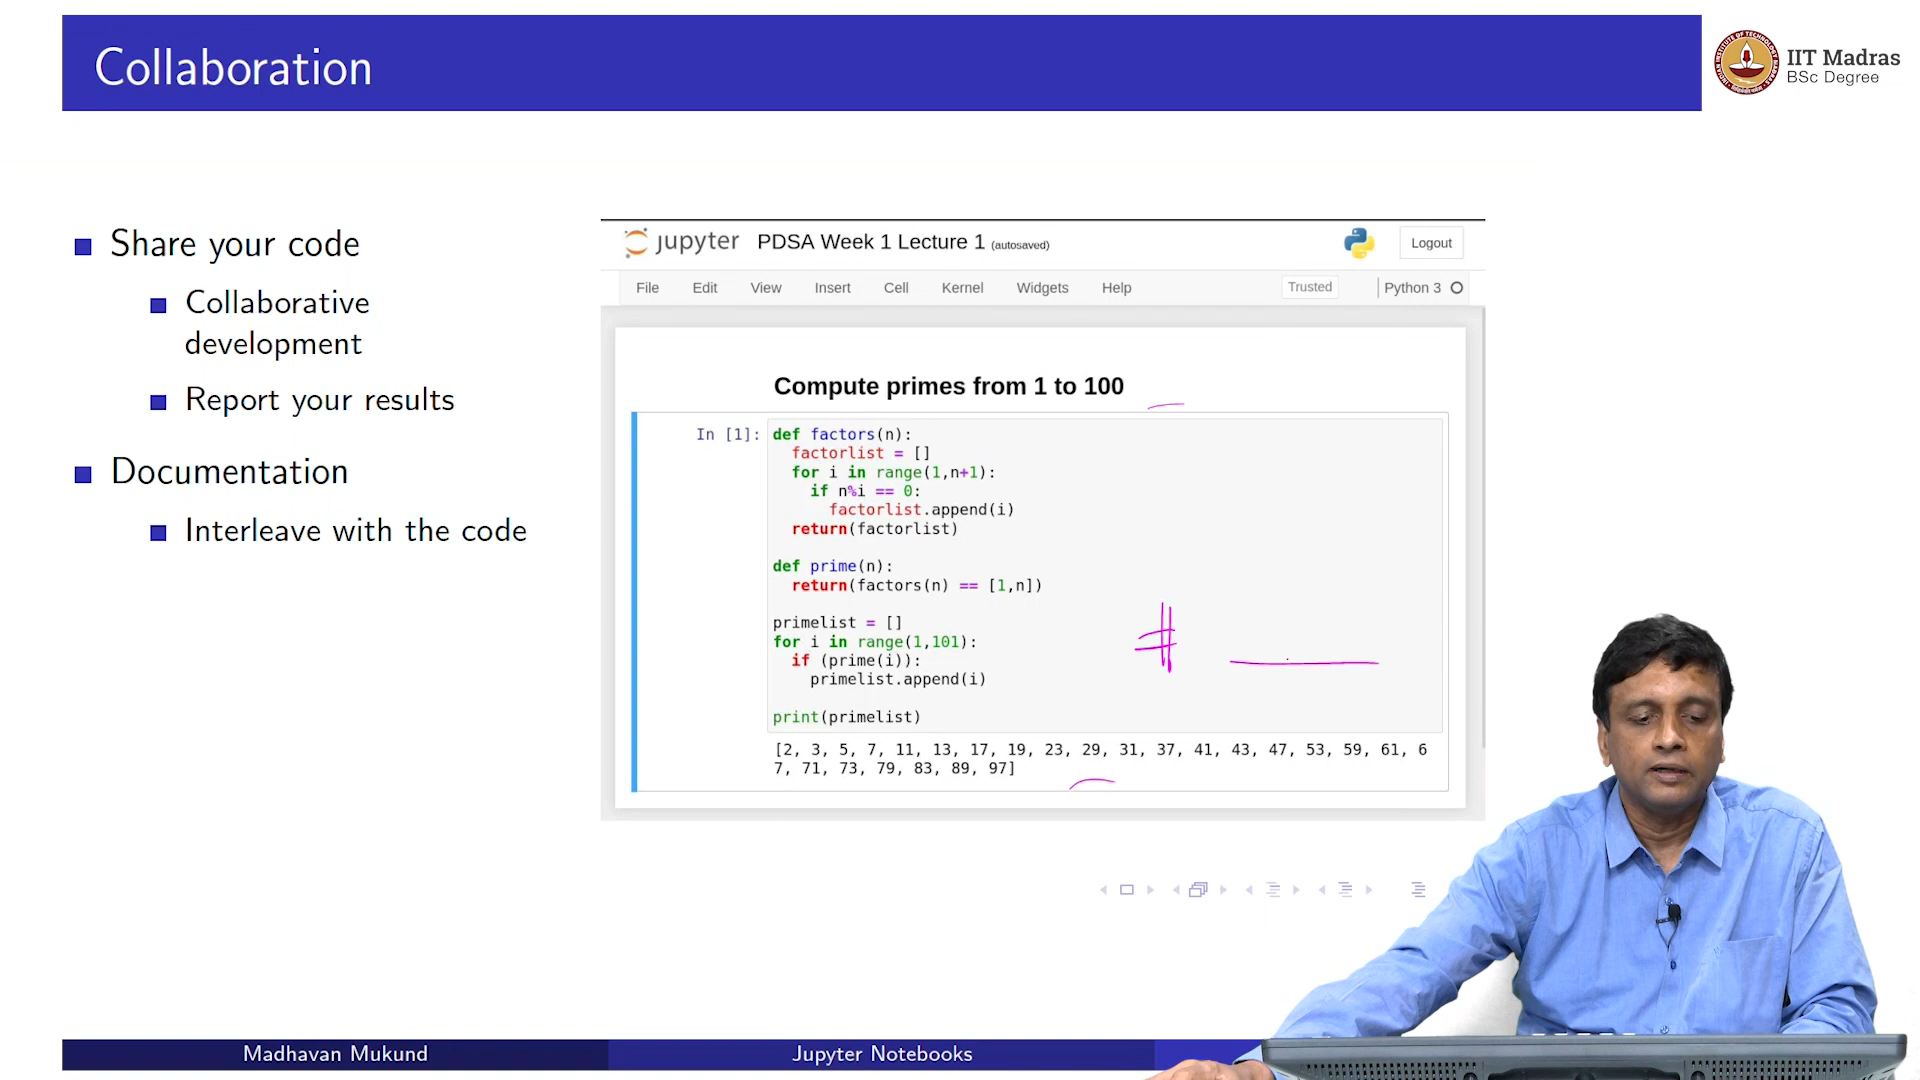 Collaboration
IIT Madras
BSc Degree
Share your code
Collaborative
development
Report your results
Documentation
Interleave with the code
jupyter PDSA Week 1 Lecture 1 (autosaved)
Logout
File Edit View Insert Cell Kernel Widgets Help
Trusted
Python 3
Compute primes from 1 to 100
In [1]: def factors(n):
  factorlist = []
  for i in range(1,n+1):
    if n%i == 0:
      factorlist.append(i)
  return(factorlist)
def prime(n):
  return(factors(n) == [1,n])
primelist = []
for i in range(1,101):
  if (prime(i)):
    primelist.append(i)
print(primelist)
#
[2, 3, 5, 7, 11, 13, 17, 19, 23, 29, 31, 37, 41, 43, 47, 53, 59, 61, 6
7, 71, 73, 79, 83, 89, 97]
Madhavan Mukund
Jupyter Notebooks